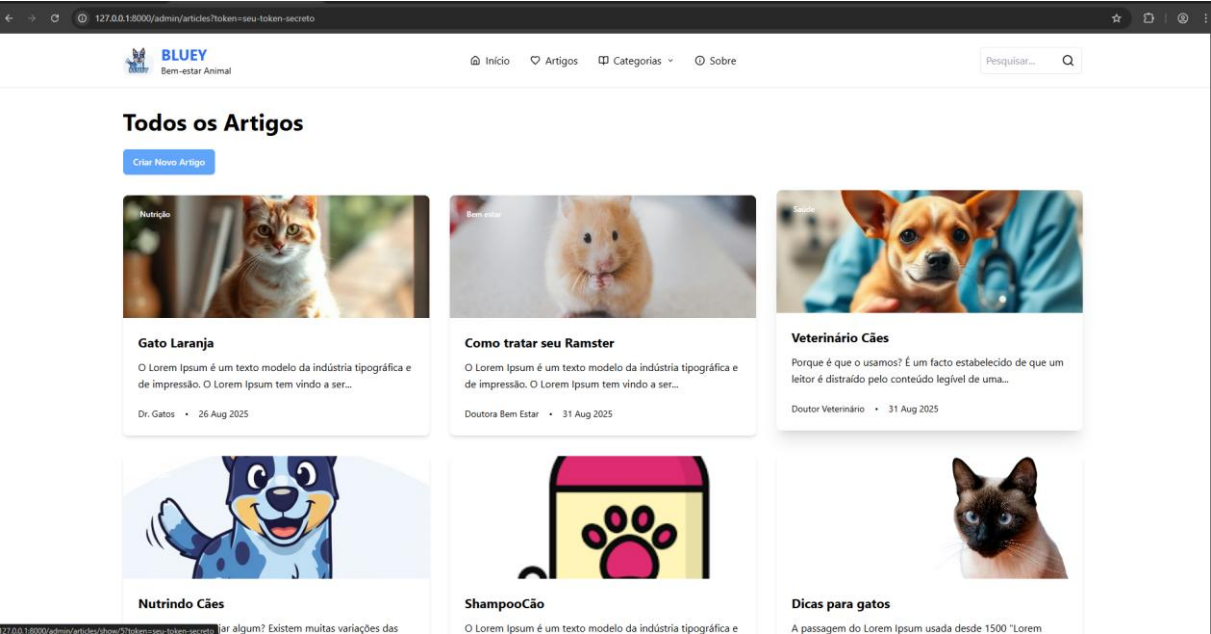 127.0.0.1:8000/admin/articles?token=seu-token-secreto
BLUEY
Bem-estar Animal
Início Artigos Categorias Sobre
Pesquisar...
Todos os Artigos
Criar Novo Artigo
Nutrição
Gato Laranja
O Lorem Ipsum é um texto modelo da indústria tipográfica e
de impressão. O Lorem Ipsum tem vindo a ser...
Dr. Gatos • 26 Aug 2025
Bem estar
Como tratar seu Ramster
O Lorem Ipsum é um texto modelo da indústria tipográfica e
de impressão. O Lorem Ipsum tem vindo a ser...
Doutora Bem Estar • 31 Aug 2025
Saúde
Veterinário Cães
Porque é que o usamos? É um facto estabelecido de que um
leitor é distraído pelo conteúdo legível de uma...
Doutor Veterinário • 31 Aug 2025
Nutrindo Cães
jar algum? Existem muitas variações das
ShampooCão
O Lorem Ipsum é um texto modelo da indústria tipográfica e
Dicas para gatos
A passagem do Lorem Ipsum usada desde 1500 "Lorem
127.0.0.1:8000/admin/articles/show/5?token=seu-token-secreto